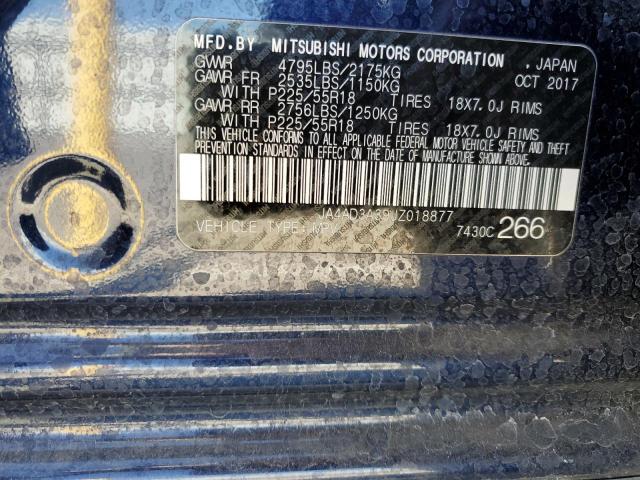 MFD.BY MITSUBISHI MOTORS CORPORATION , JAPAN
GVWR 4795LBS/2175KG OCT 2017
GAWR FR 2535LBS/1150KG
WITH P225/55R18 TIRES 18X7.0J RIMS
GAWR RR 2756LBS/1250KG
WITH P225/55R18 TIRES 18X7.0J RIMS
THIS VEHICLE CONFORMS TO ALL APPLICABLE FEDERAL MOTOR VEHICLE SAFETY AND THEFT
PREVENTION STANDARDS IN EFFECT ON THE DATE OF MANUFACTURE SHOWN ABOVE.
JA4AD3A39JZ018877
VEHICLE TYPE: MPV 7430C 266